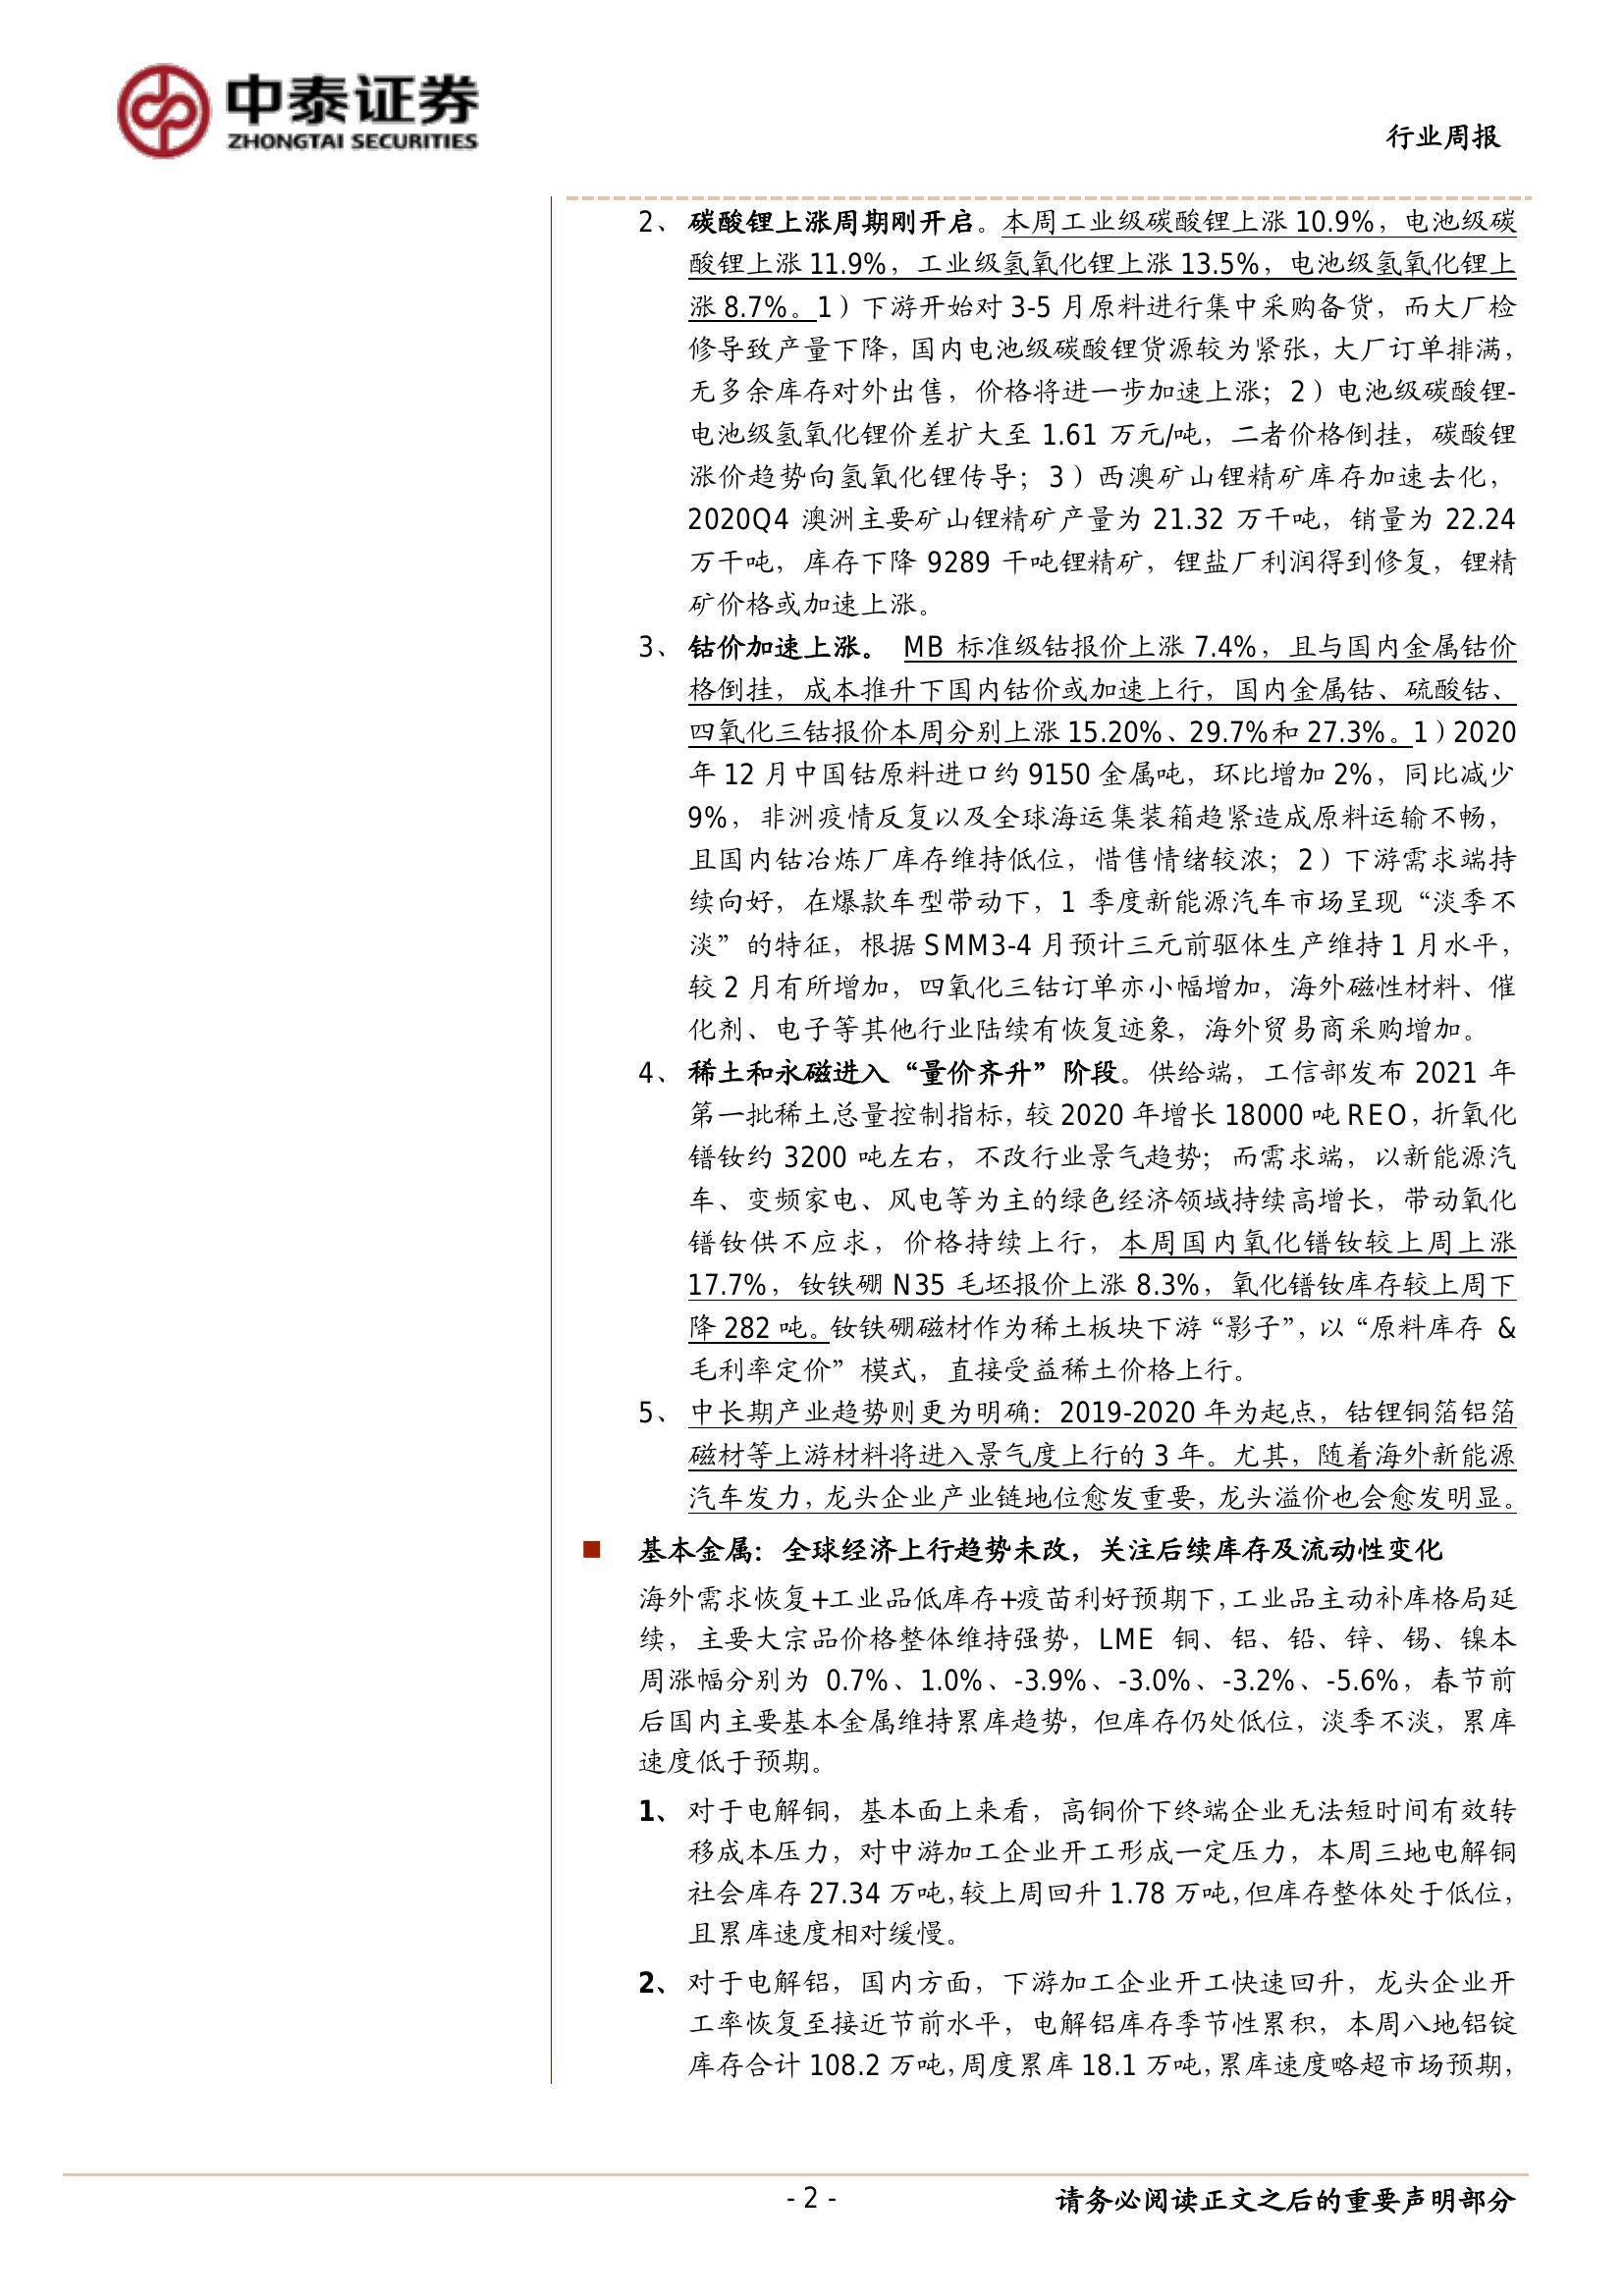 中泰证券
ZHONGTAI SECURITIES
行业周报
2、 碳酸锂上涨周期刚开启。本周工业级碳酸锂上涨 10.9%，电池级碳
酸锂上涨 11.9%，工业级氢氧化锂上涨 13.5%，电池级氢氧化锂上
涨 8.7%。1）下游开始对 3-5 月原料进行集中采购备货，而大厂检
修导致产量下降，国内电池级碳酸锂货源较为紧张，大厂订单排满，
无多余库存对外出售，价格将进一步加速上涨；2）电池级碳酸锂-
电池级氢氧化锂价差扩大至 1.61 万元/吨，二者价格倒挂，碳酸锂
涨价趋势向氢氧化锂传导；3）西澳矿山锂精矿库存加速去化，
2020Q4 澳洲主要矿山锂精矿产量为 21.32 万干吨，销量为 22.24
万干吨，库存下降 9289 干吨锂精矿，锂盐厂利润得到修复，锂精
矿价格或加速上涨。
3、 钴价加速上涨。 MB 标准级钴报价上涨 7.4%，且与国内金属钴价
格倒挂，成本推升下国内钴价或加速上行，国内金属钴、硫酸钴、
四氧化三钴报价本周分别上涨 15.20%、29.7%和 27.3%。1）2020
年 12 月中国钴原料进口约 9150 金属吨，环比增加 2%，同比减少
9%，非洲疫情反复以及全球海运集装箱趋紧造成原料运输不畅，
且国内钴冶炼厂库存维持低位，惜售情绪较浓；2）下游需求端持
续向好，在爆款车型带动下，1 季度新能源汽车市场呈现“淡季不
淡”的特征，根据 SMM3-4 月预计三元前驱体生产维持 1 月水平，
较 2 月有所增加，四氧化三钴订单亦小幅增加，海外磁性材料、催
化剂、电子等其他行业陆续有恢复迹象，海外贸易商采购增加。
4、 稀土和永磁进入“量价齐升”阶段。供给端，工信部发布 2021 年
第一批稀土总量控制指标，较 2020 年增长 18000 吨 REO，折氧化
镨钕约 3200 吨左右，不改行业景气趋势；而需求端，以新能源汽
车、变频家电、风电等为主的绿色经济领域持续高增长，带动氧化
镨钕供不应求，价格持续上行，本周国内氧化镨钕较上周上涨
17.7%，钕铁硼 N35 毛坯报价上涨 8.3%，氧化镨钕库存较上周下
降 282 吨。钕铁硼磁材作为稀土板块下游“影子”，以“原料库存 &
毛利率定价”模式，直接受益稀土价格上行。
5、 中长期产业趋势则更为明确：2019-2020 年为起点，钴锂铜箔铝箔
磁材等上游材料将进入景气度上行的 3 年。尤其，随着海外新能源
汽车发力，龙头企业产业链地位愈发重要，龙头溢价也会愈发明显。
■ 基本金属：全球经济上行趋势未改，关注后续库存及流动性变化
海外需求恢复+工业品低库存+疫苗利好预期下，工业品主动补库格局延
续，主要大宗品价格整体维持强势，LME 铜、铝、铅、锌、锡、镍本
周涨幅分别为 0.7%、1.0%、-3.9%、-3.0%、-3.2%、-5.6%，春节前
后国内主要基本金属维持累库趋势，但库存仍处低位，淡季不淡，累库
速度低于预期。
1、 对于电解铜，基本面上来看，高铜价下终端企业无法短时间有效转
移成本压力，对中游加工企业开工形成一定压力，本周三地电解铜
社会库存 27.34 万吨，较上周回升 1.78 万吨，但库存整体处于低位，
且累库速度相对缓慢。
2、 对于电解铝，国内方面，下游加工企业开工快速回升，龙头企业开
工率恢复至接近节前水平，电解铝库存季节性累积，本周八地铝锭
库存合计 108.2 万吨，周度累库 18.1 万吨，累库速度略超市场预期，
- 2 -
请务必阅读正文之后的重要声明部分